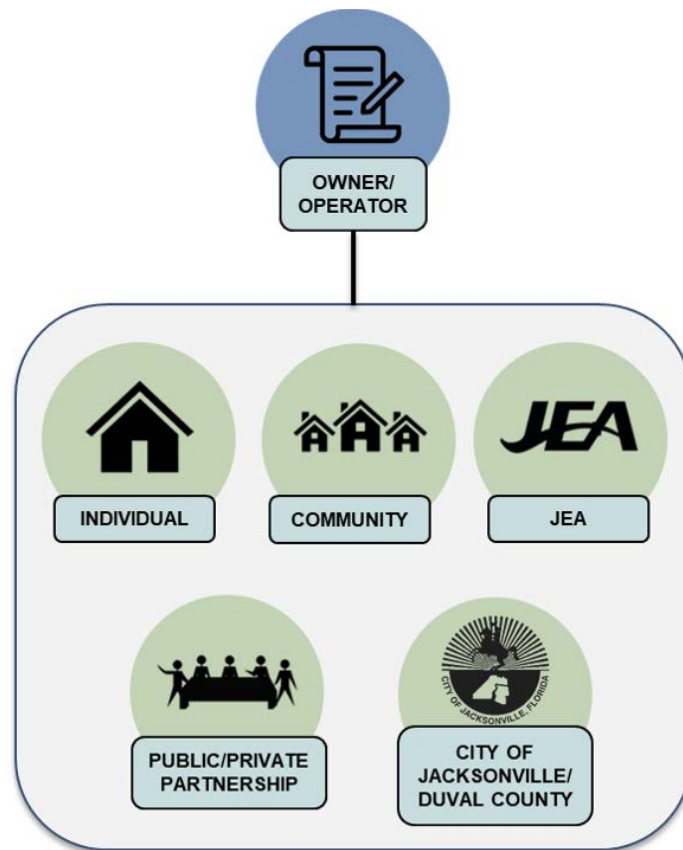 OWNER/
OPERATOR
INDIVIDUAL
COMMUNITY
JEA
JEA
PUBLIC/PRIVATE
PARTNERSHIP
CITY OF JACKSONVILLE, FLORIDA
CITY OF
JACKSONVILLE/
DUVAL COUNTY